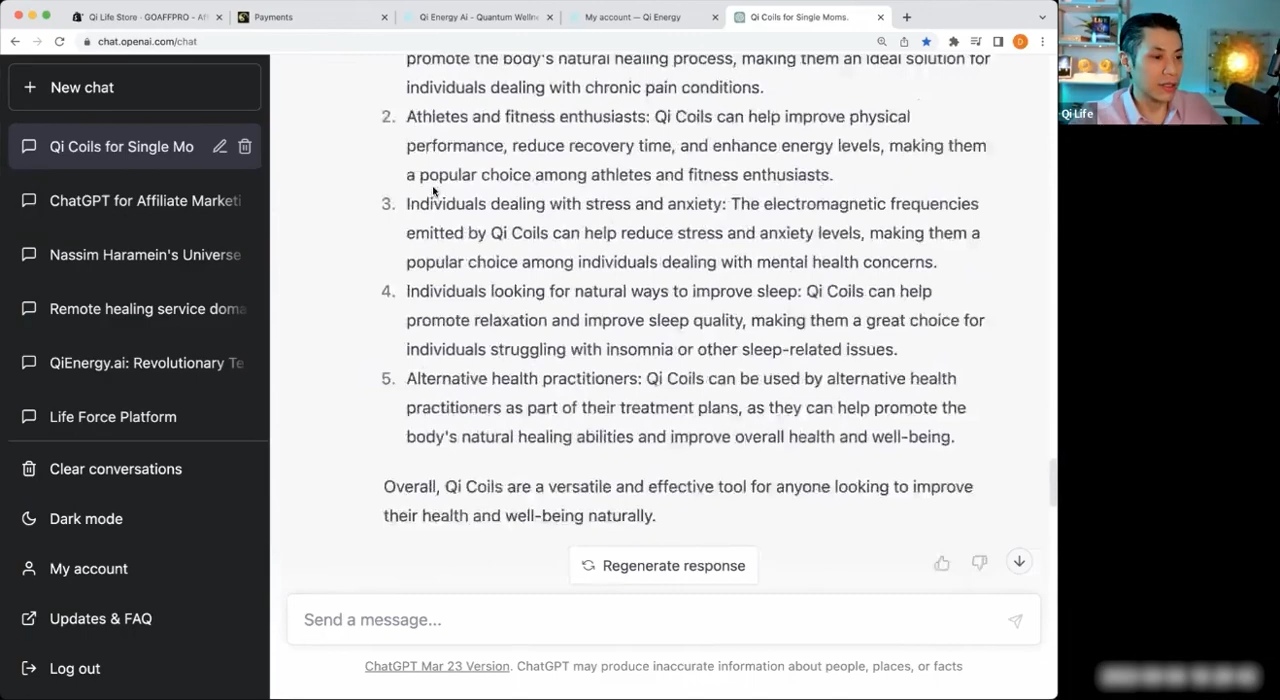 Qi Life Store - GOAFFPRO - Af
Payments
Qi Energy Ai - Quantum Welln
My account — Qi Energy
Qi Coils for Single Moms.
chat.openai.com/chat
D
New chat
Qi Coils for Single Mo
ChatGPT for Affiliate Marketi
Nassim Haramein's Universe
Remote healing service doma
QiEnergy.ai: Revolutionary Te
Life Force Platform
Clear conversations
Dark mode
My account
Updates & FAQ
Log out
promote the body's natural healing process, making them an ideal solution for
individuals dealing with chronic pain conditions.
2. Athletes and fitness enthusiasts: Qi Coils can help improve physical
performance, reduce recovery time, and enhance energy levels, making them
a popular choice among athletes and fitness enthusiasts.
3. Individuals dealing with stress and anxiety: The electromagnetic frequencies
emitted by Qi Coils can help reduce stress and anxiety levels, making them a
popular choice among individuals dealing with mental health concerns.
4. Individuals looking for natural ways to improve sleep: Qi Coils can help
promote relaxation and improve sleep quality, making them a great choice for
individuals struggling with insomnia or other sleep-related issues.
5. Alternative health practitioners: Qi Coils can be used by alternative health
practitioners as part of their treatment plans, as they can help promote the
body's natural healing abilities and improve overall health and well-being.
Overall, Qi Coils are a versatile and effective tool for anyone looking to improve
their health and well-being naturally.
Regenerate response
Send a message...
ChatGPT Mar 23 Version. ChatGPT may produce inaccurate information about people, places, or facts
Qi Life